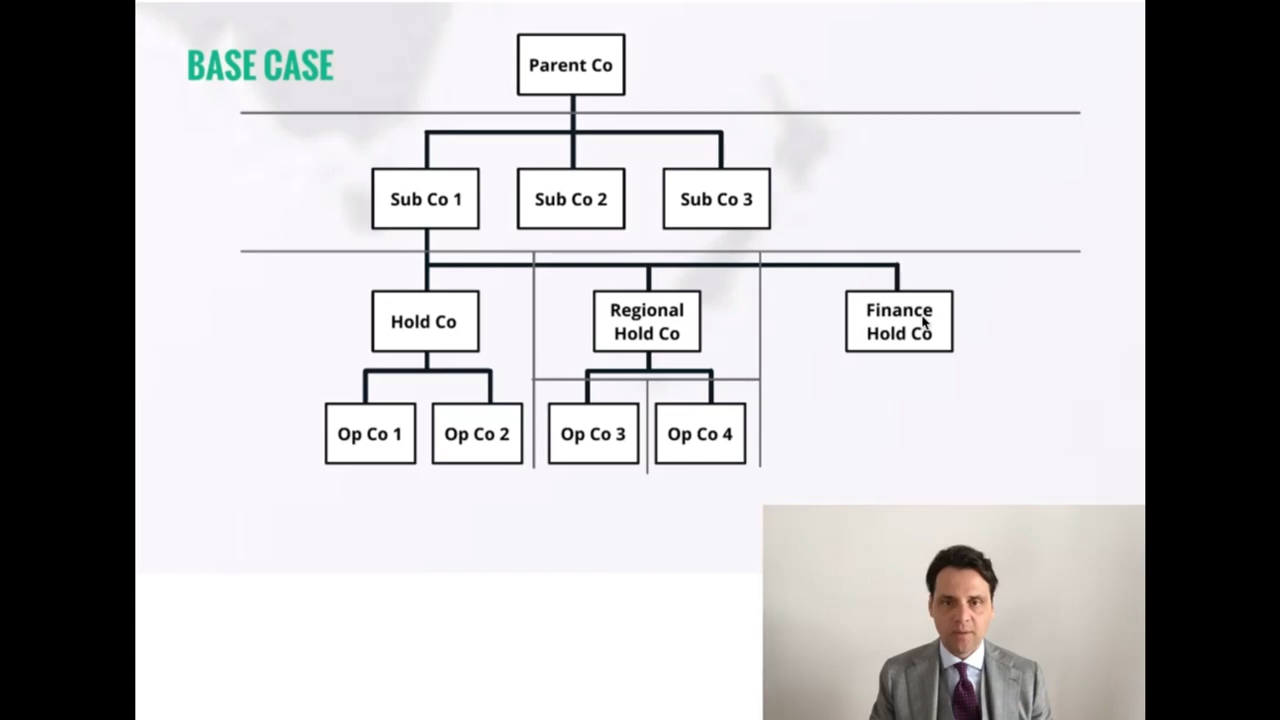 BASE CASE
Parent Co
Sub Co 1
Sub Co 2
Sub Co 3
Hold Co
Regional
Hold Co
Finance
Hold Co
Op Co 1
Op Co 2
Op Co 3
Op Co 4